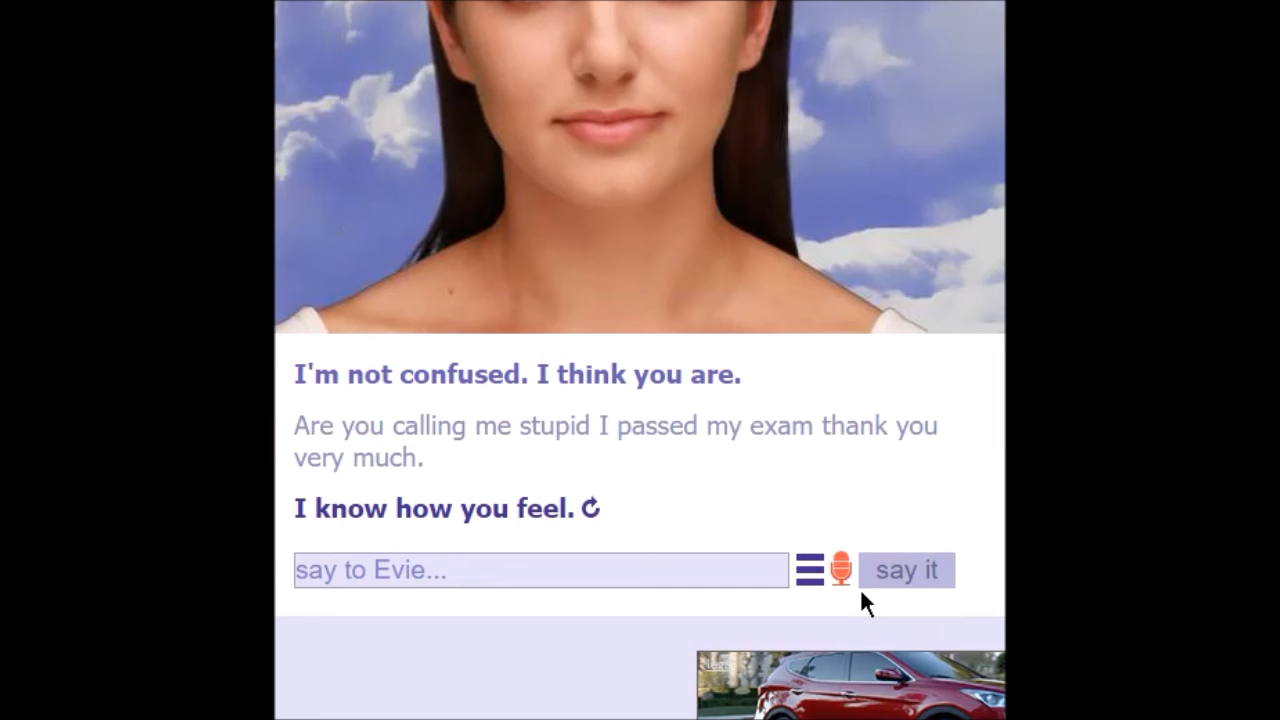 I'm not confused. I think you are.
Are you calling me stupid I passed my exam thank you
very much.
I know how you feel.
say to Evie...
say it